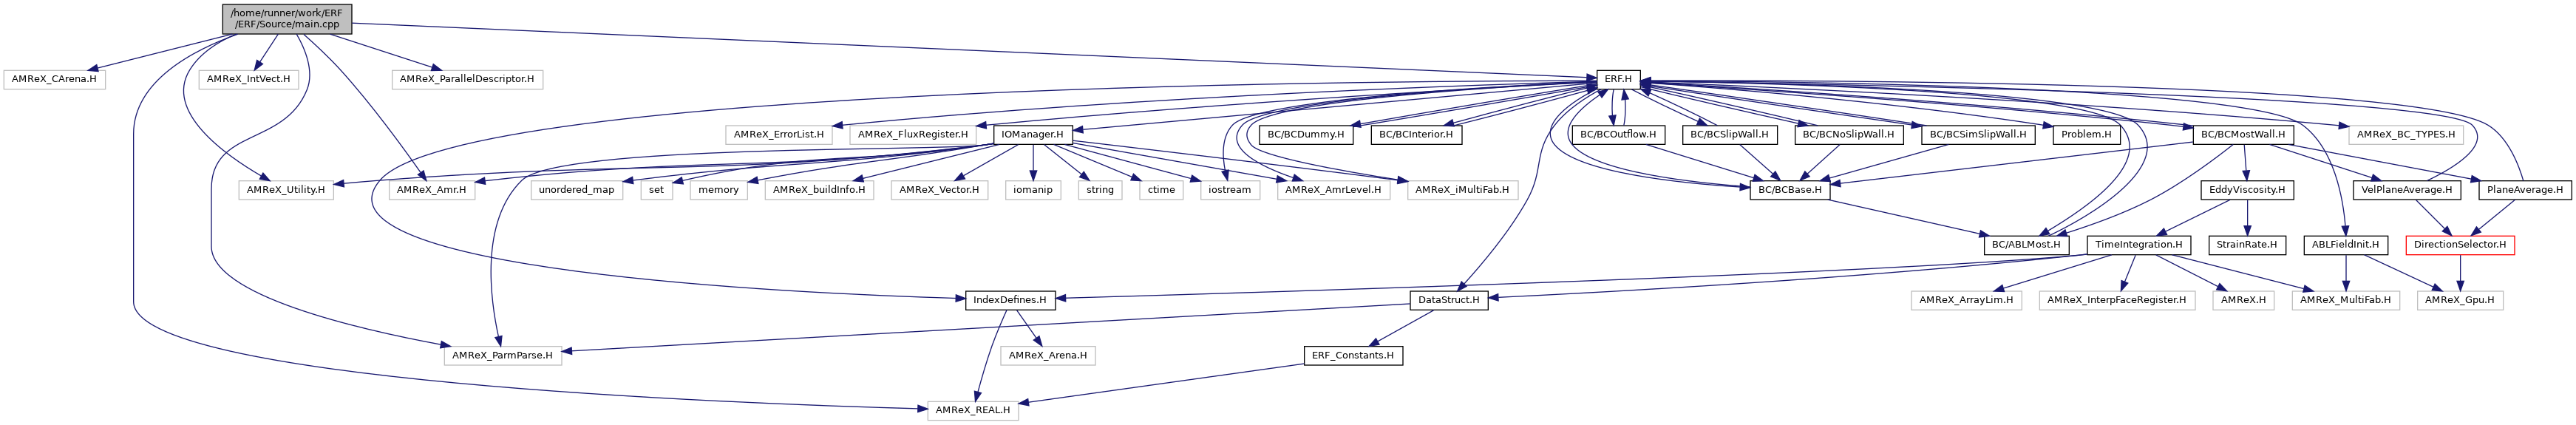 /home/runner/work/ERF
/ERF/Source/main.cpp
AMReX_CArena.H
AMReX_IntVect.H
AMReX_ParallelDescriptor.H
ERF.H
AMReX_ErrorList.H
AMReX_FluxRegister.H
IOManager.H
BC/BCDummy.H
BC/BCInterior.H
BC/BCOutflow.H
BC/BCSlipWall.H
BC/BCNoSlipWall.H
BC/BCSimSlipWall.H
Problem.H
BC/BCMostWall.H
AMReX_BC_TYPES.H
AMReX_Utility.H
AMReX_Amr.H
unordered_map
set
memory
AMReX_buildInfo.H
AMReX_Vector.H
iomanip
string
ctime
iostream
AMReX_AmrLevel.H
AMReX_iMultiFab.H
BC/BCBase.H
EddyViscosity.H
VelPlaneAverage.H
PlaneAverage.H
BC/ABLMost.H
TimeIntegration.H
StrainRate.H
ABLFieldInit.H
DirectionSelector.H
IndexDefines.H
DataStruct.H
AMReX_ArrayLim.H
AMReX_InterpFaceRegister.H
AMReX.H
AMReX_MultiFab.H
AMReX_Gpu.H
AMReX_ParmParse.H
AMReX_Arena.H
ERF_Constants.H
AMReX_REAL.H